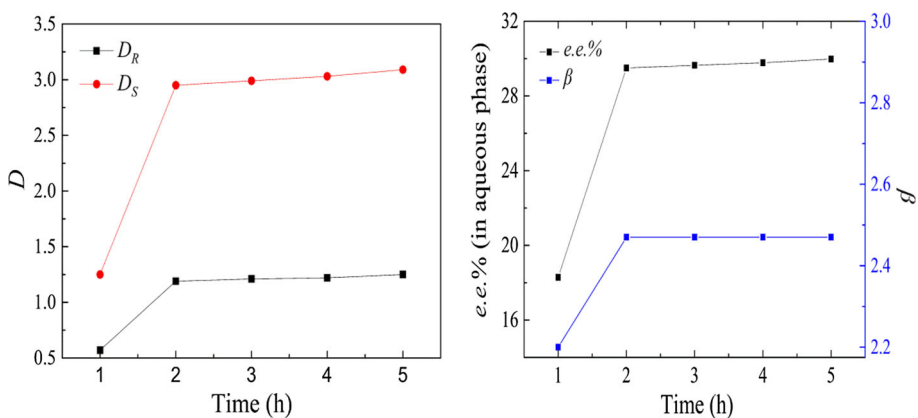 3.5
3.0
2.5
2.0
1.5
1.0
0.5
D
D_R
D_S
1 2 3 4 5
Time (h)
32
28
24
20
16
e.e.% (in aqueous phase)
e.e.%
β
3.0
2.8
2.6
2.4
2.2
β
1 2 3 4 5
Time (h)